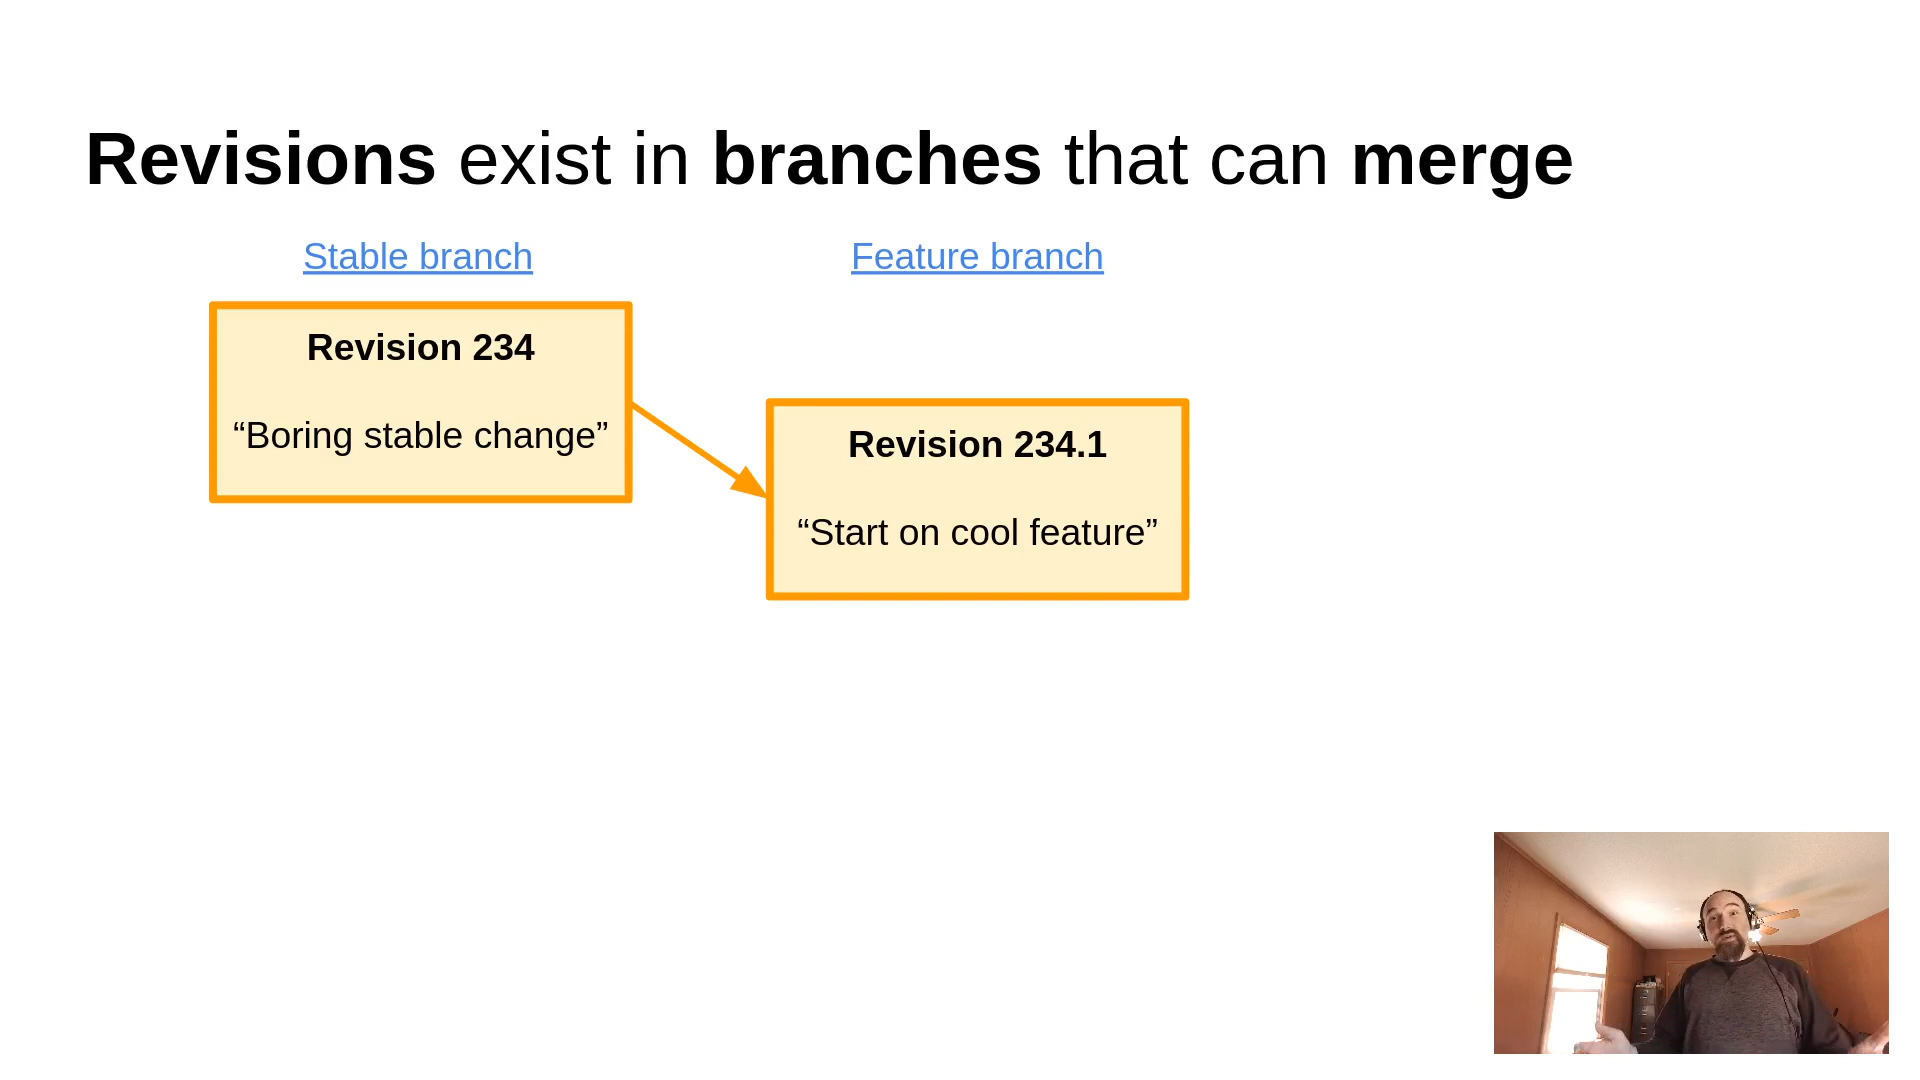 Revisions exist in branches that can merge
Stable branch
Feature branch
Revision 234
“Boring stable change”
Revision 234.1
“Start on cool feature”